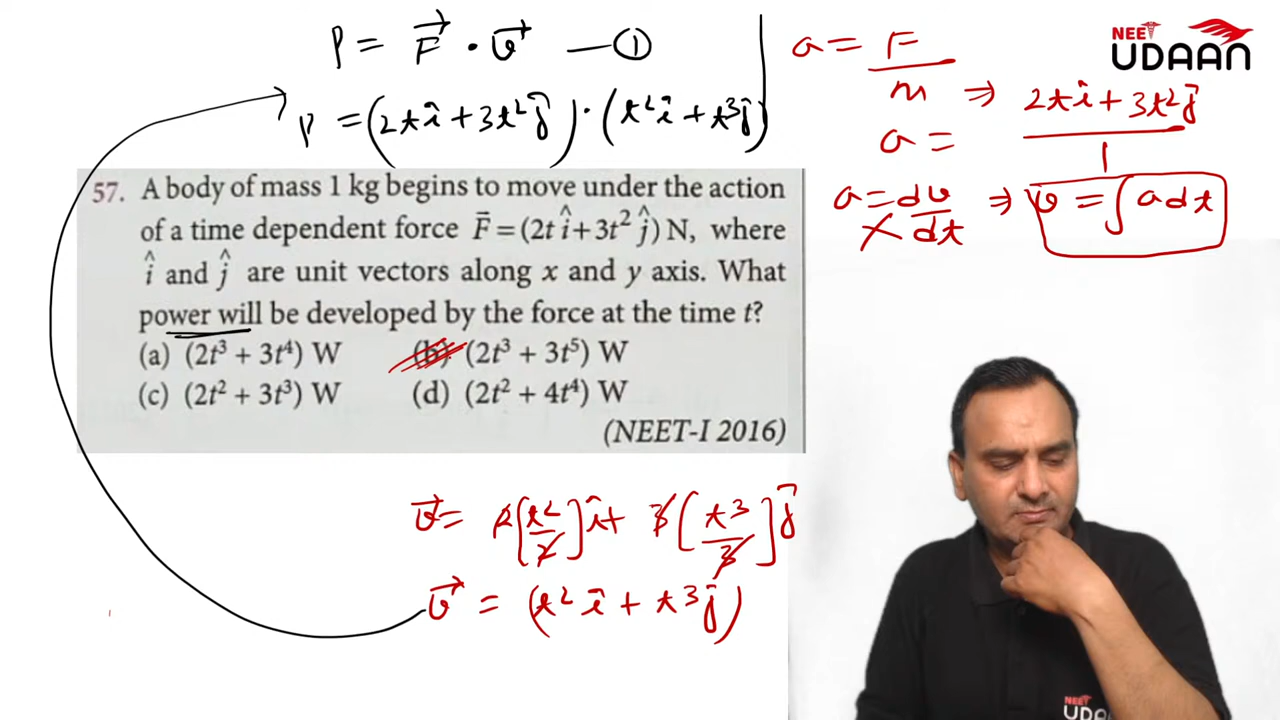 P = F⃗ · v⃗ —①
P = (2t î + 3t² ĵ) · (t² î + t³ ĵ)
a = F / m ⇒ 2t î + 3t² ĵ / 1
a =
a = dv / dt ⇒ v = ∫ a dt
NEET
UDAAN
57. A body of mass 1 kg begins to move under the action
of a time dependent force F̄ = (2t î + 3t² ĵ) N, where
î and ĵ are unit vectors along x and y axis. What
power will be developed by the force at the time t?
(a) (2t³ + 3t⁴) W (b) (2t³ + 3t⁵) W
(c) (2t² + 3t³) W (d) (2t² + 4t⁴) W
(NEET-I 2016)
v⃗ = 2[t²/2] î + 3[t³/3] ĵ
v⃗ = (t² î + t³ ĵ)
NEET
UDA